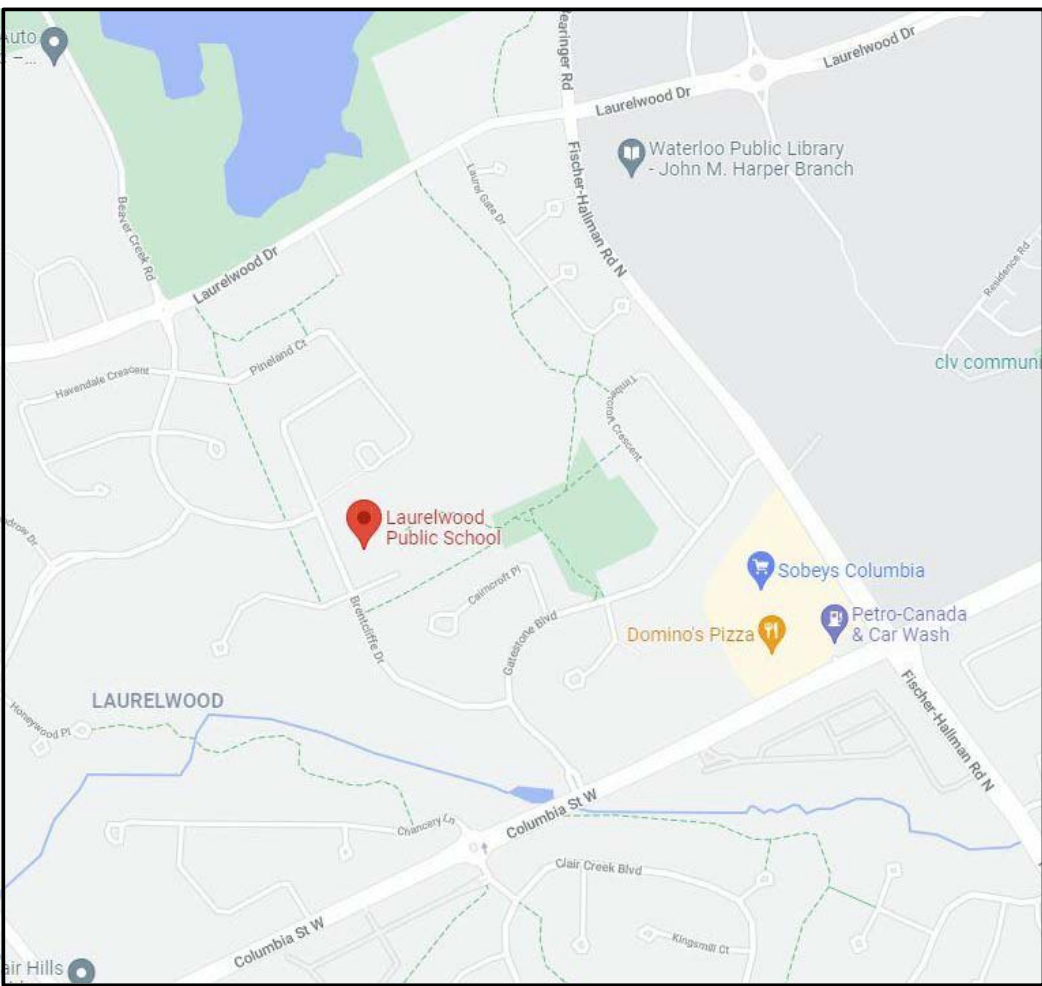 Auto
Bearinger Rd
Laurelwood Dr
Laurelwood Dr
Waterloo Public Library
- John M. Harper Branch
Fischer-Hallman Rd N
Laurel Gate Dr
Beaver Creek Rd
Laurelwood Dr
Residence Rd
Pineland Ct
Havendale Crescent
clv communi
Timbercroft Crescent
Laurelwood
Public School
Sobeys Columbia
Cairncroft Pl
Petro-Canada
& Car Wash
Domino's Pizza
Gatestone Blvd
Brentcliffe Dr
LAURELWOOD
Fischer-Hallman Rd N
Honeywood Pl
Columbia St W
Chancery Ln
Clair Creek Blvd
Kingsmill Ct
Columbia St W
air Hills